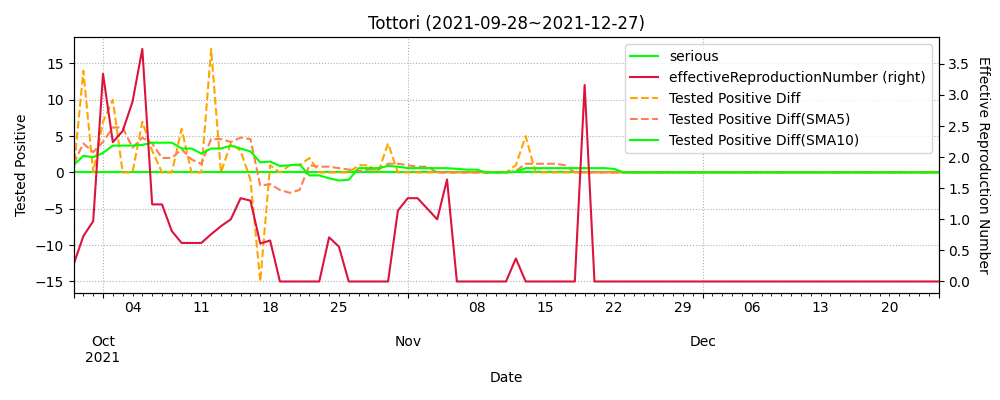 Tottori (2021-09-28~2021-12-27)
serious
effectiveReproductionNumber (right)
Tested Positive Diff
Tested Positive Diff(SMA5)
Tested Positive Diff(SMA10)
Tested Positive
15
10
5
0
−5
−10
−15
3.5
3.0
2.5
2.0
1.5
1.0
0.5
0.0
Effective Reproduction Number
04 11 18 25 08 15 22 29 06 13 20
Oct Nov Dec
2021
Date